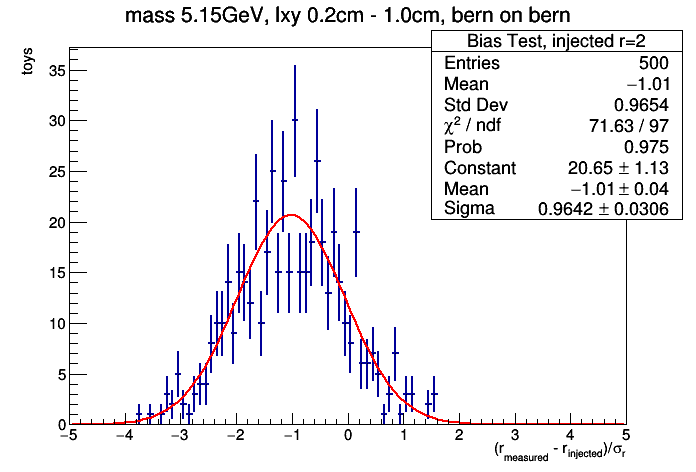 mass 5.15GeV, lxy 0.2cm - 1.0cm, bern on bern
Bias Test, injected r=2
Entries 500
Mean −1.01
Std Dev 0.9654
χ² / ndf 71.63 / 97
Prob 0.975
Constant 20.65 ± 1.13
Mean −1.01 ± 0.04
Sigma 0.9642 ± 0.0306
toys
35
30
25
20
15
10
5
0
−5 −4 −3 −2 −1 0 1 2 3 4 5
(r_measured - r_injected)/σ_r